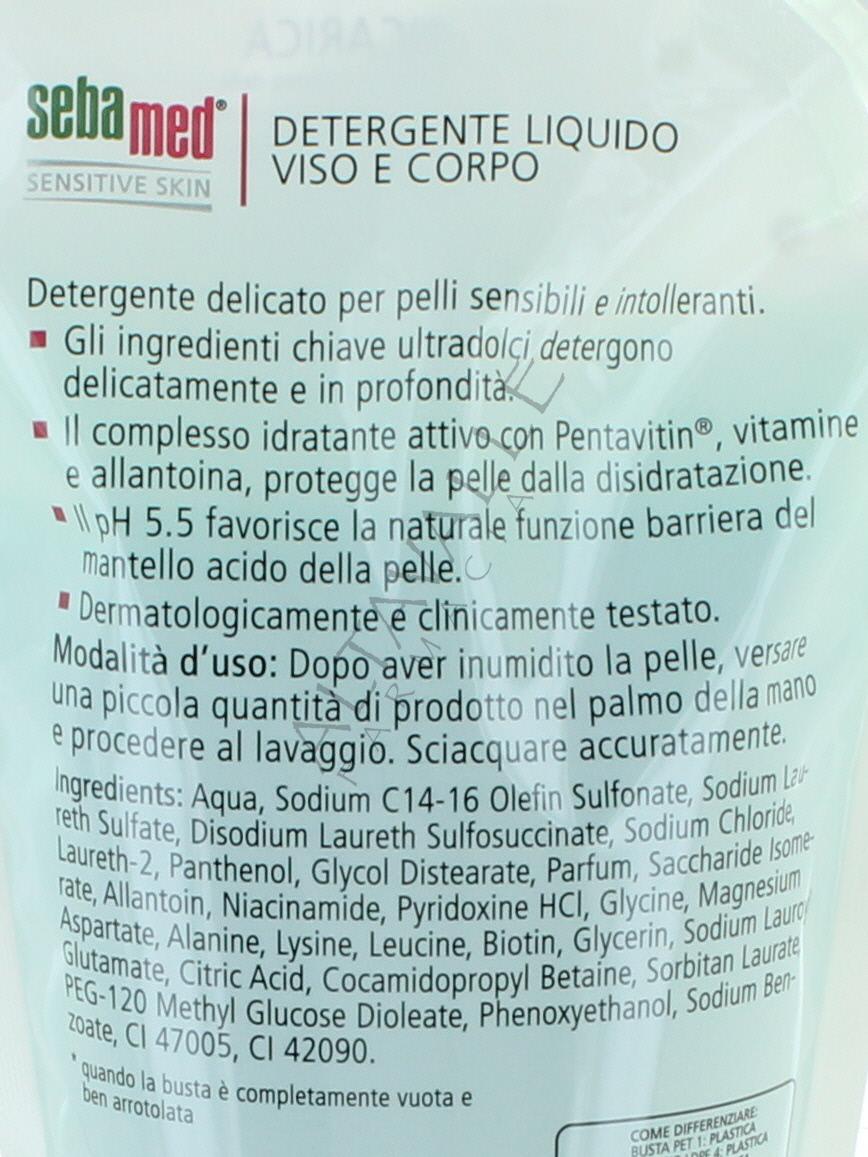 sebamed®
SENSITIVE SKIN
DETERGENTE LIQUIDO
VISO E CORPO
Detergente delicato per pelli sensibili e intolleranti.
Gli ingredienti chiave ultradolci detergono
delicatamente e in profondità.
Il complesso idratante attivo con Pentavitin®, vitamine
e allantoina, protegge la pelle dalla disidratazione.
Il pH 5.5 favorisce la naturale funzione barriera del
mantello acido della pelle.
Dermatologicamente e clinicamente testato.
Modalità d'uso: Dopo aver inumidito la pelle, versare
una piccola quantità di prodotto nel palmo della mano
e procedere al lavaggio. Sciacquare accuratamente.
Ingredients: Aqua, Sodium C14-16 Olefin Sulfonate, Sodium Lau-
reth Sulfate, Disodium Laureth Sulfosuccinate, Sodium Chloride,
Laureth-2, Panthenol, Glycol Distearate, Parfum, Saccharide Isome-
rate, Allantoin, Niacinamide, Pyridoxine HCl, Glycine, Magnesium
Aspartate, Alanine, Lysine, Leucine, Biotin, Glycerin, Sodium Lauroyl
Glutamate, Citric Acid, Cocamidopropyl Betaine, Sorbitan Laurate,
PEG-120 Methyl Glucose Dioleate, Phenoxyethanol, Sodium Ben-
zoate, CI 47005, CI 42090.
* quando la busta è completamente vuota e
ben arrotolata
COME DIFFERENZIARE:
BUSTA PET 1: PLASTICA
4: PLASTICA
ALTAVALLE
FARMACIA